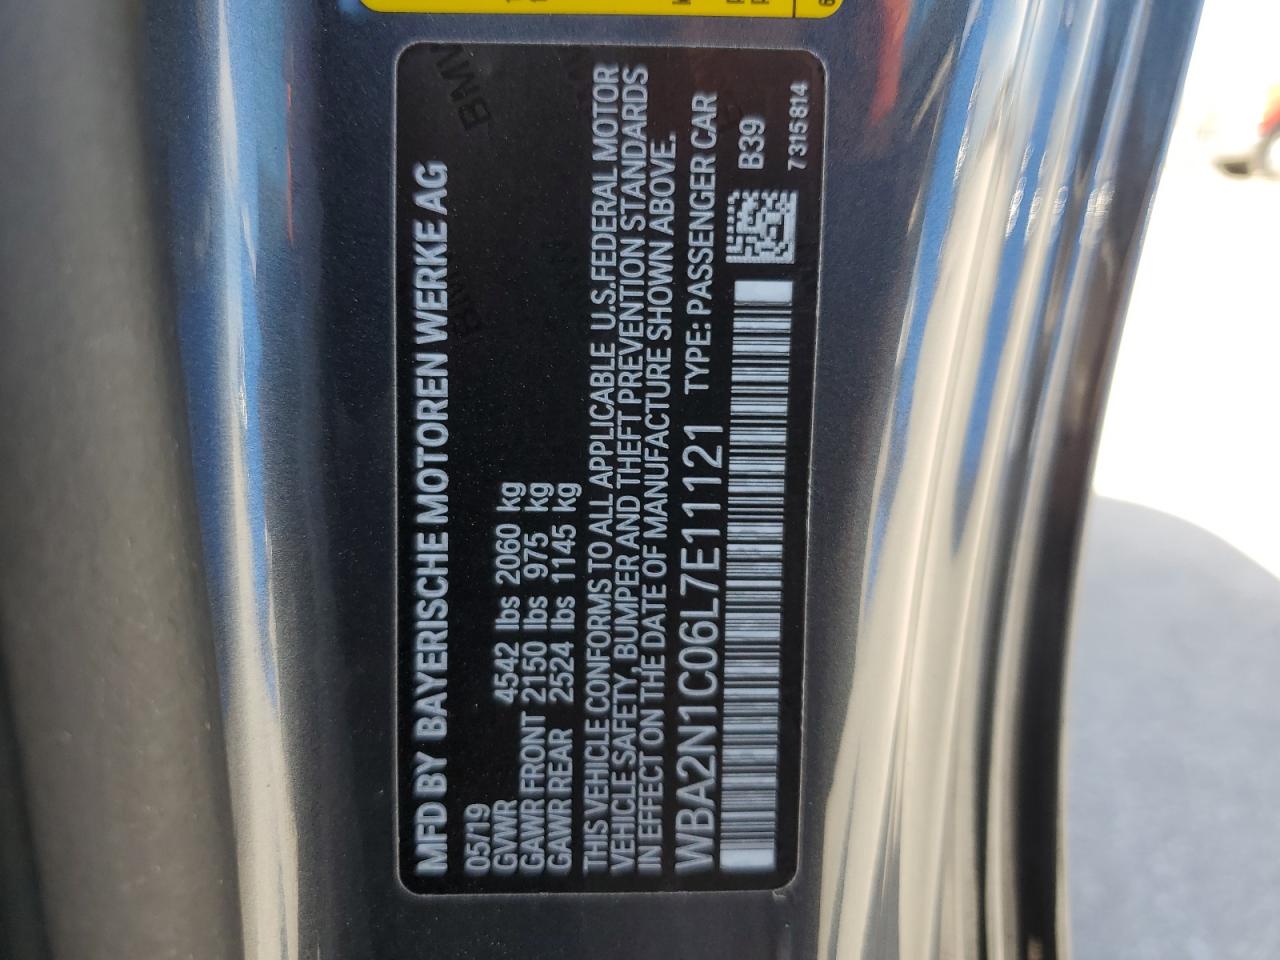 MFD BY BAYERISCHE MOTOREN WERKE AG
05/19
GVWR 4542 lbs 2060 kg
GAWR FRONT 2150 lbs 975 kg
GAWR REAR 2524 lbs 1145 kg
THIS VEHICLE CONFORMS TO ALL APPLICABLE U.S.FEDERAL MOTOR
VEHICLE SAFETY, BUMPER AND THEFT PREVENTION STANDARDS
IN EFFECT ON THE DATE OF MANUFACTURE SHOWN ABOVE.
WBA2N1C06L7E11121 TYPE: PASSENGER CAR
B39
7 315 814